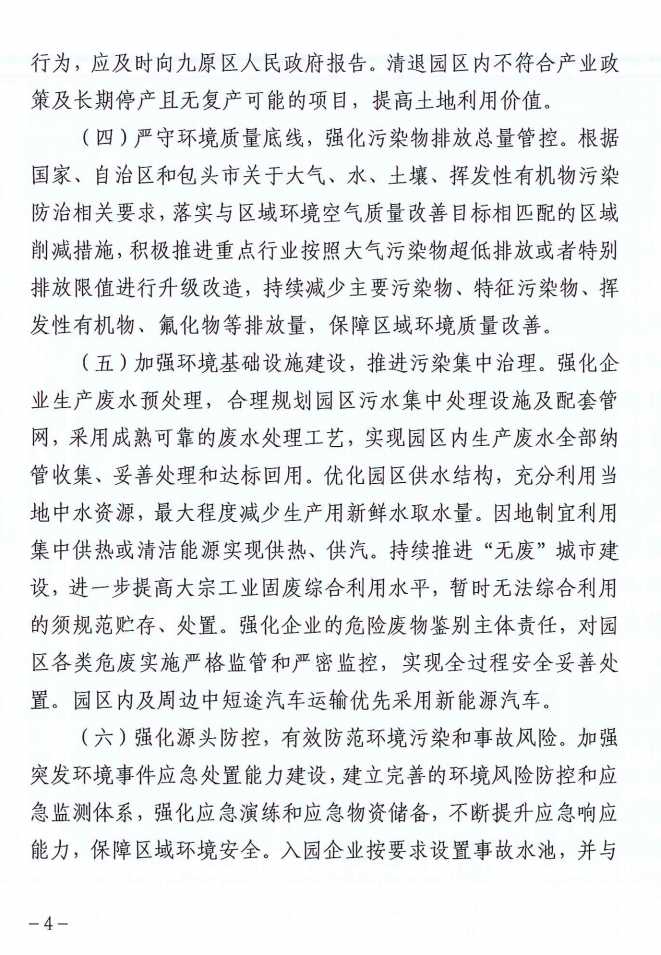 行为，应及时向九原区人民政府报告。清退园区内不符合产业政
策及长期停产且无复产可能的项目，提高土地利用价值。
（四）严守环境质量底线，强化污染物排放总量管控。根据
国家、自治区和包头市关于大气、水、土壤、挥发性有机物污染
防治相关要求，落实与区域环境空气质量改善目标相匹配的区域
削减措施，积极推进重点行业按照大气污染物超低排放或者特别
排放限值进行升级改造，持续减少主要污染物、特征污染物、挥
发性有机物、氟化物等排放量，保障区域环境质量改善。
（五）加强环境基础设施建设，推进污染集中治理。强化企
业生产废水预处理，合理规划园区污水集中处理设施及配套管
网，采用成熟可靠的废水处理工艺，实现园区内生产废水全部纳
管收集、妥善处理和达标回用。优化园区供水结构，充分利用当
地中水资源，最大程度减少生产用新鲜水取水量。因地制宜利用
集中供热或清洁能源实现供热、供汽。持续推进“无废”城市建
设，进一步提高大宗工业固废综合利用水平，暂时无法综合利用
的须规范贮存、处置。强化企业的危险废物鉴别主体责任，对园
区各类危废实施严格监管和严密监控，实现全过程安全妥善处
置。园区内及周边中短途汽车运输优先采用新能源汽车。
（六）强化源头防控，有效防范环境污染和事故风险。加强
突发环境事件应急处置能力建设，建立完善的环境风险防控和应
急监测体系，强化应急演练和应急物资储备，不断提升应急响应
能力，保障区域环境安全。入园企业按要求设置事故水池，并与
－4－